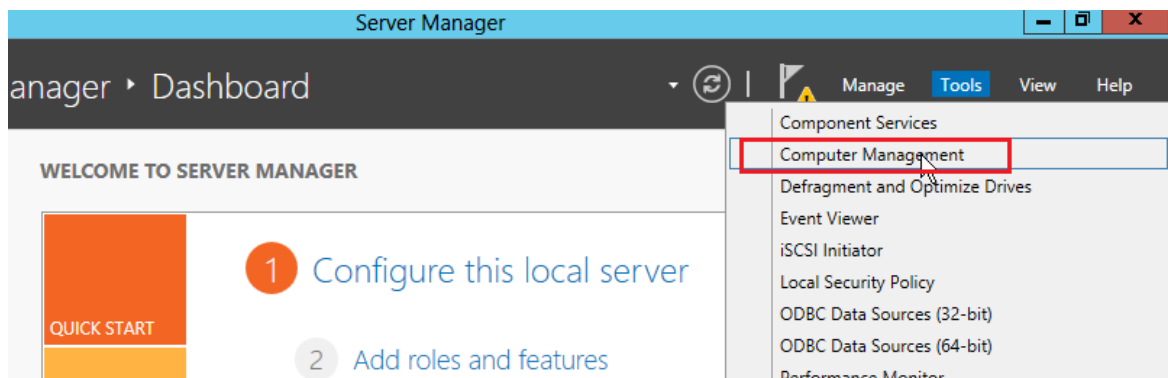 Server Manager
anager ‣ Dashboard
Manage Tools View Help
Component Services
Computer Management
Defragment and Optimize Drives
Event Viewer
iSCSI Initiator
Local Security Policy
ODBC Data Sources (32-bit)
ODBC Data Sources (64-bit)
Performance Monitor
WELCOME TO SERVER MANAGER
QUICK START
1 Configure this local server
2 Add roles and features